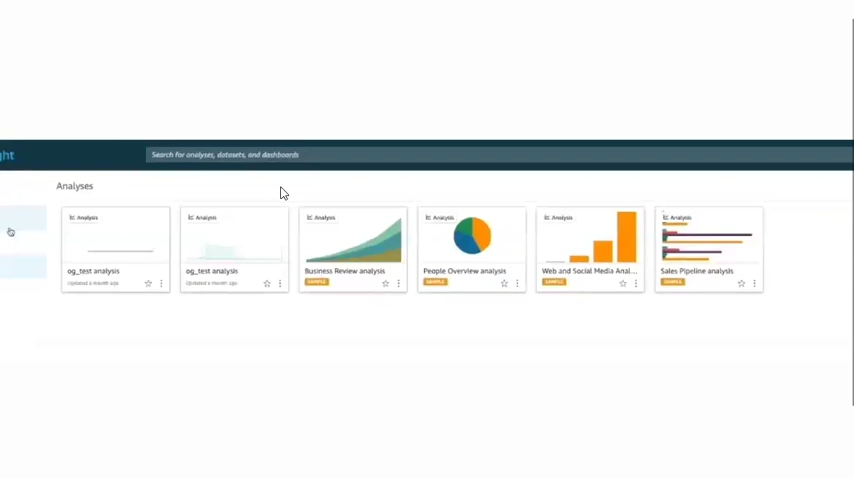 ght
Search for analyses, datasets, and dashboards
Analyses
Analysis
Analysis
Analysis
Analysis
Analysis
Analysis
og_test analysis
og_test analysis
Business Review analysis
People Overview analysis
Web and Social Media Anal...
Sales Pipeline analysis
Updated a month ago
Updated a month ago
SAMPLE
SAMPLE
SAMPLE
SAMPLE